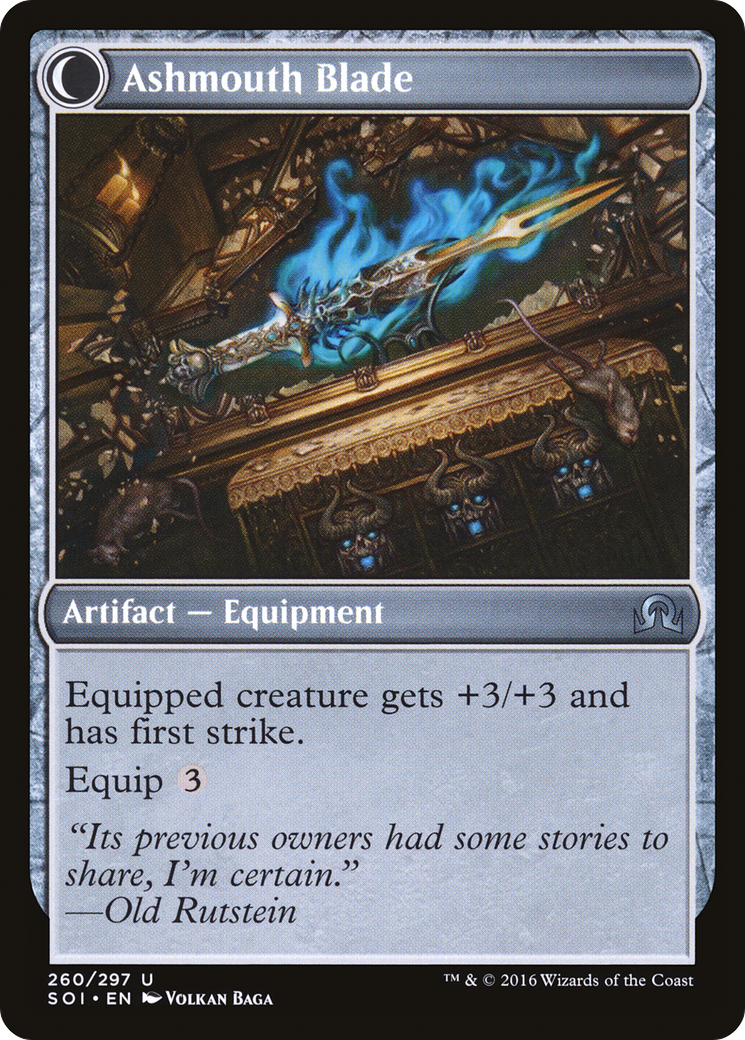 Ashmouth Blade
Artifact — Equipment
Equipped creature gets +3/+3 and
has first strike.
Equip 3
“Its previous owners had some stories to
share, I’m certain.”
—Old Rutstein
260/297 U
SOI • EN Volkan Baga
™ & © 2016 Wizards of the Coast